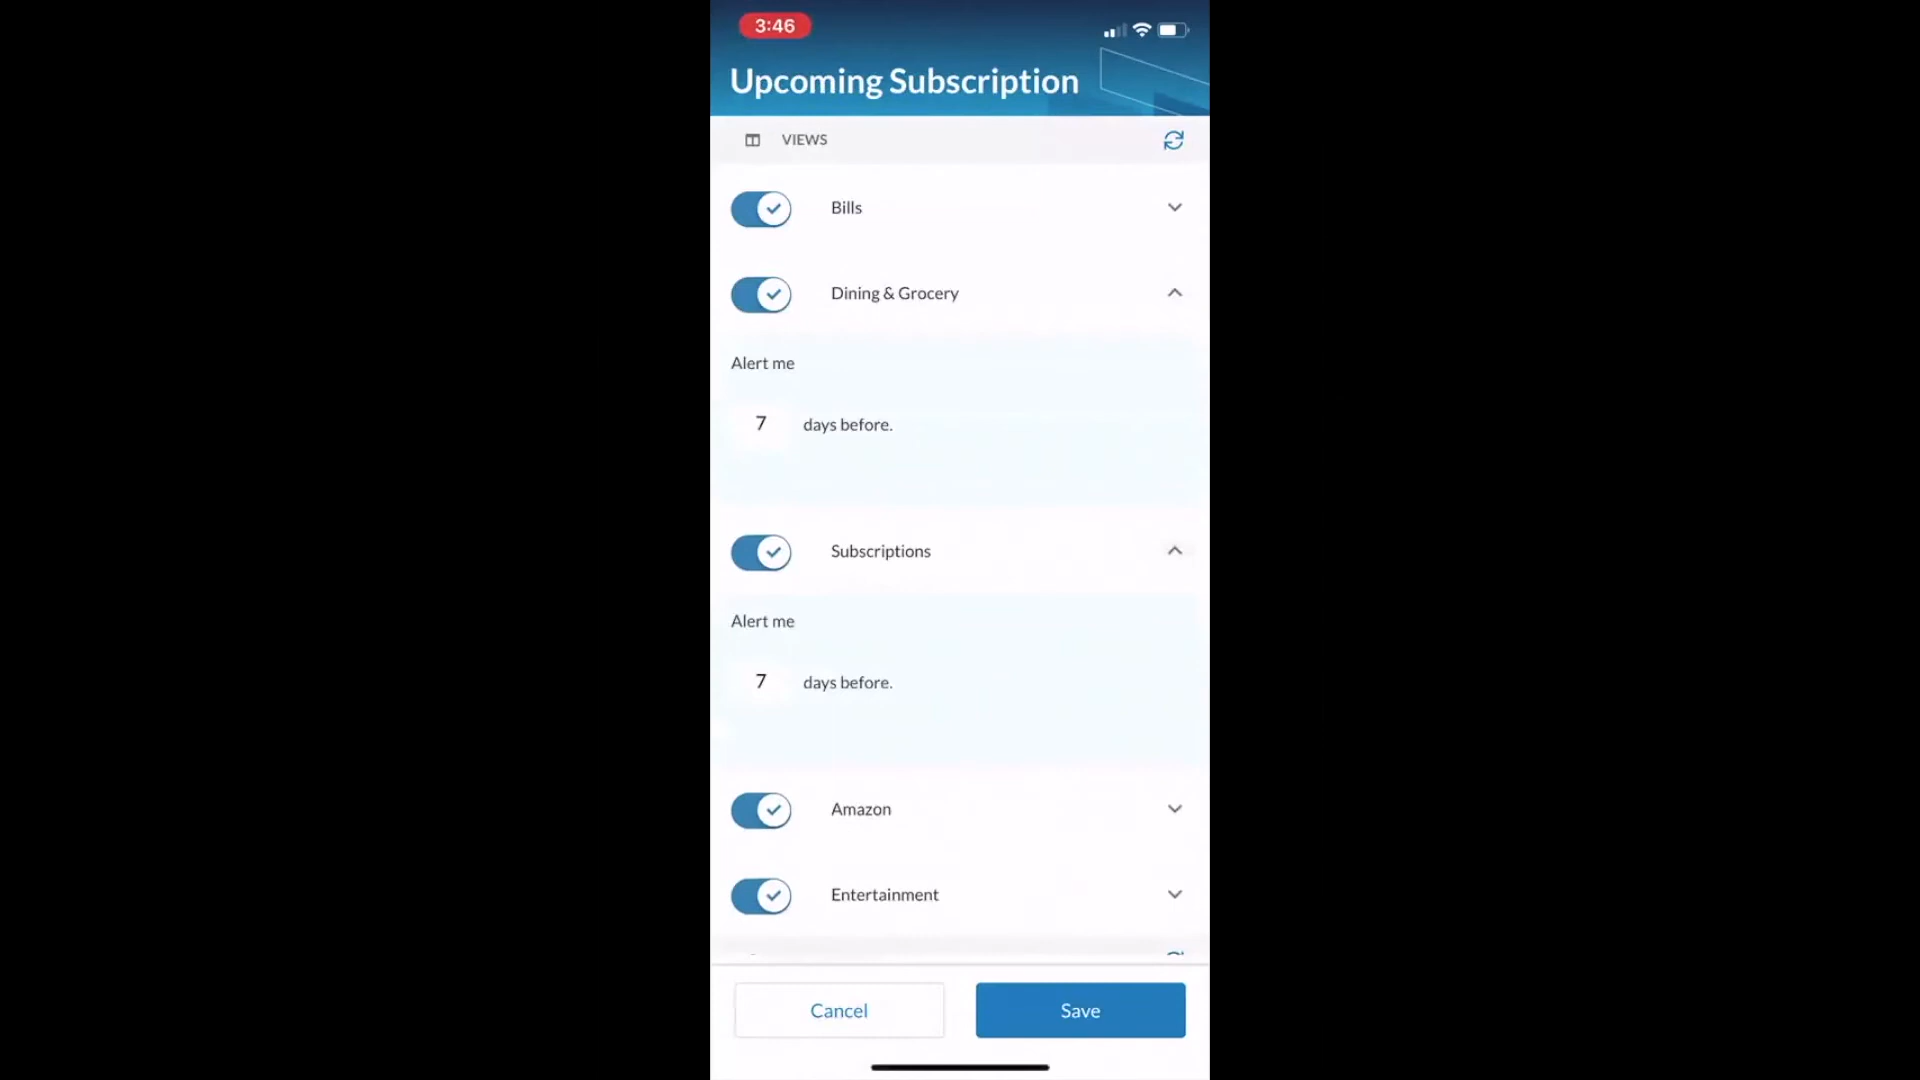 3:46
Upcoming Subscription
VIEWS
Bills
Dining & Grocery
Alert me
7 days before.
Subscriptions
Alert me
7 days before.
Amazon
Entertainment
Cancel Save